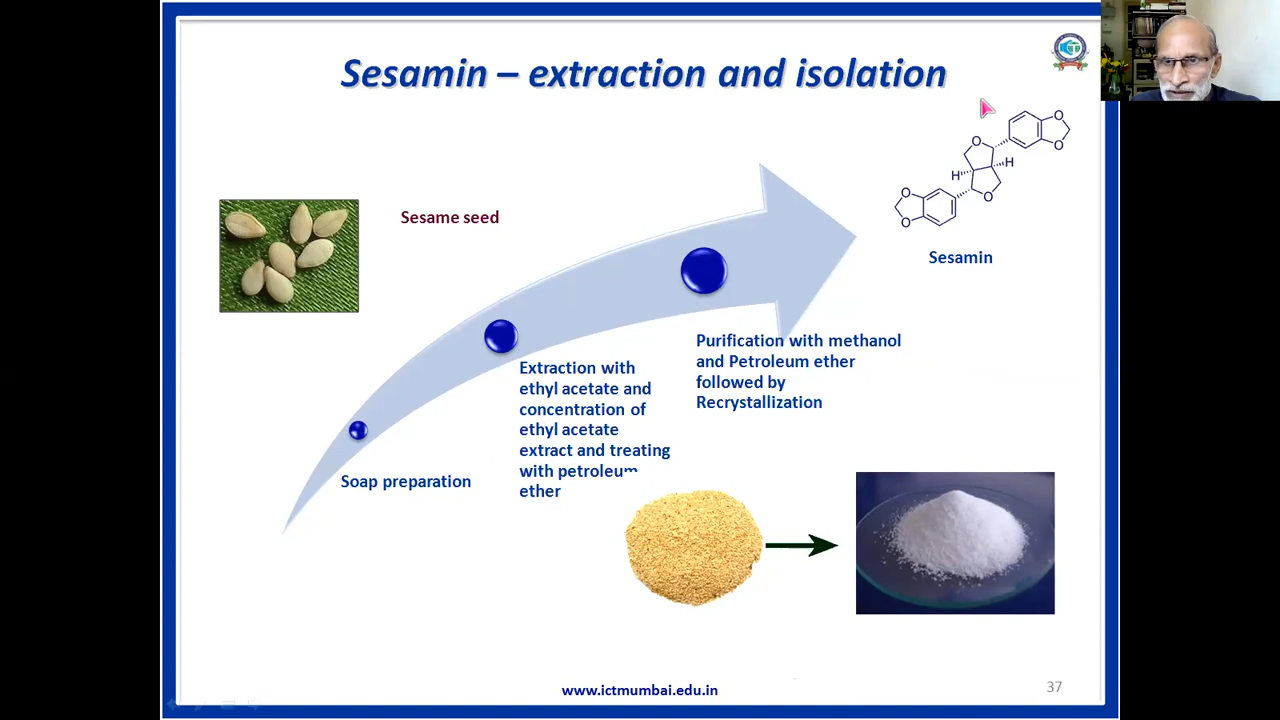 Sesamin – extraction and isolation
Sesame seed
O
O
O
H
H
O
O
O
Sesamin
Purification with methanol
and Petroleum ether
followed by
Recrystallization
Extraction with
ethyl acetate and
concentration of
ethyl acetate
extract and treating
with petroleum
ether
Soap preparation
www.ictmumbai.edu.in
37